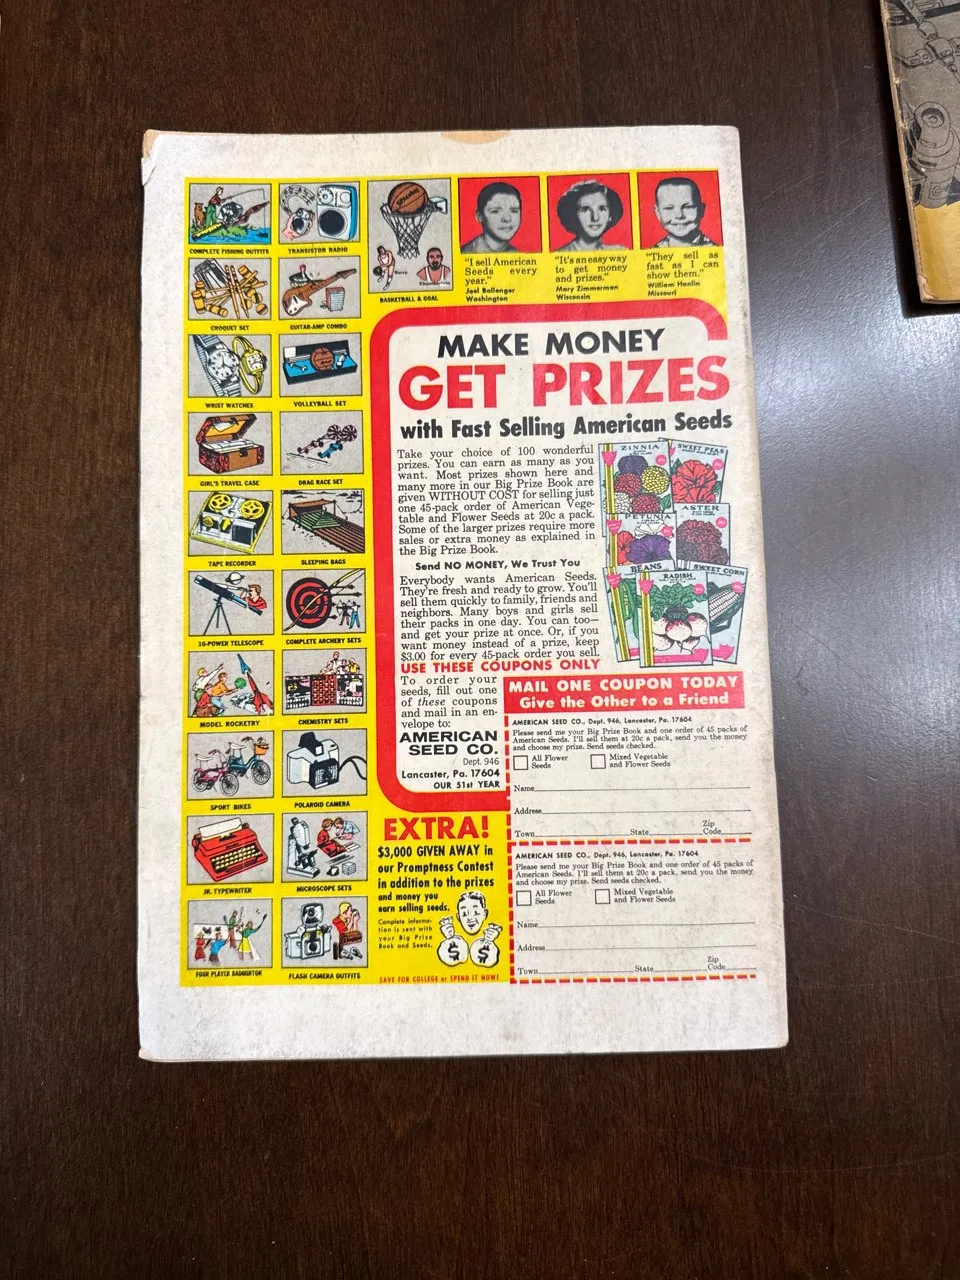 COMPLETE FISHING OUTFITS
TRANSISTOR RADIO
CROQUET SET
GUITAR-AMP COMBO
WRIST WATCHES
VOLLEYBALL SET
GIRL'S TRAVEL CASE
DRAG RACE SET
TAPE RECORDER
SLEEPING BAGS
10-POWER TELESCOPE
COMPLETE ARCHERY SETS
MODEL ROCKETRY
CHEMISTRY SETS
SPORT BIKES
POLAROID CAMERA
JR. TYPEWRITER
MICROSCOPE SETS
FOUR PLAYER BADMINTON
FLASH CAMERA OUTFITS
SPALDING
Barry
BASKETBALL & GOAL
"I sell American
Seeds every
year."
Joel Ballenger
Washington
"It's an easy way
to get money
and prizes."
Mary Zimmerman
Wisconsin
"They sell as
fast as I can
show them."
William Hanlin
Missouri
MAKE MONEY
GET PRIZES
with Fast Selling American Seeds
Take your choice of 100 wonderful
prizes. You can earn as many as you
want. Most prizes shown here and
many more in our Big Prize Book are
given WITHOUT COST for selling just
one 45-pack order of American Vege-
table and Flower Seeds at 20c a pack.
Some of the larger prizes require more
sales or extra money as explained in
the Big Prize Book.
Send NO MONEY, We Trust You
Everybody wants American Seeds.
They're fresh and ready to grow. You'll
sell them quickly to family, friends and
neighbors. Many boys and girls sell
their packs in one day. You can too—
and get your prize at once. Or, if you
want money instead of a prize, keep
$3.00 for every 45-pack order you sell.
USE THESE COUPONS ONLY
To order your
seeds, fill out one
of these coupons
and mail in an en-
velope to:
AMERICAN
SEED CO.
Dept. 946
Lancaster, Pa. 17604
OUR 51st YEAR
ZINNIA
SWEET PEAS
PETUNIA
ASTER
BEANS
RADISH
SWEET CORN
MAIL ONE COUPON TODAY
Give the Other to a Friend
AMERICAN SEED CO., Dept. 946, Lancaster, Pa. 17604
Please send me your Big Prize Book and one order of 45 packs of
American Seeds. I'll sell them at 20c a pack, send you the money
and choose my prize. Send seeds checked.
All Flower
Seeds
Mixed Vegetable
and Flower Seeds
Name
Address
Town State Zip
Code
AMERICAN SEED CO., Dept. 946, Lancaster, Pa. 17604
Please send me your Big Prize Book and one order of 45 packs of
American Seeds. I'll sell them at 20c a pack, send you the money
and choose my prize. Send seeds checked.
All Flower
Seeds
Mixed Vegetable
and Flower Seeds
Name
Address
Town State Zip
Code
EXTRA!
$3,000 GIVEN AWAY in
our Promptness Contest
in addition to the prizes
and money you
earn selling seeds.
Complete informa-
tion is sent with
your Big Prize
Book and Seeds.
$ $
SAVE FOR COLLEGE or SPEND IT NOW!